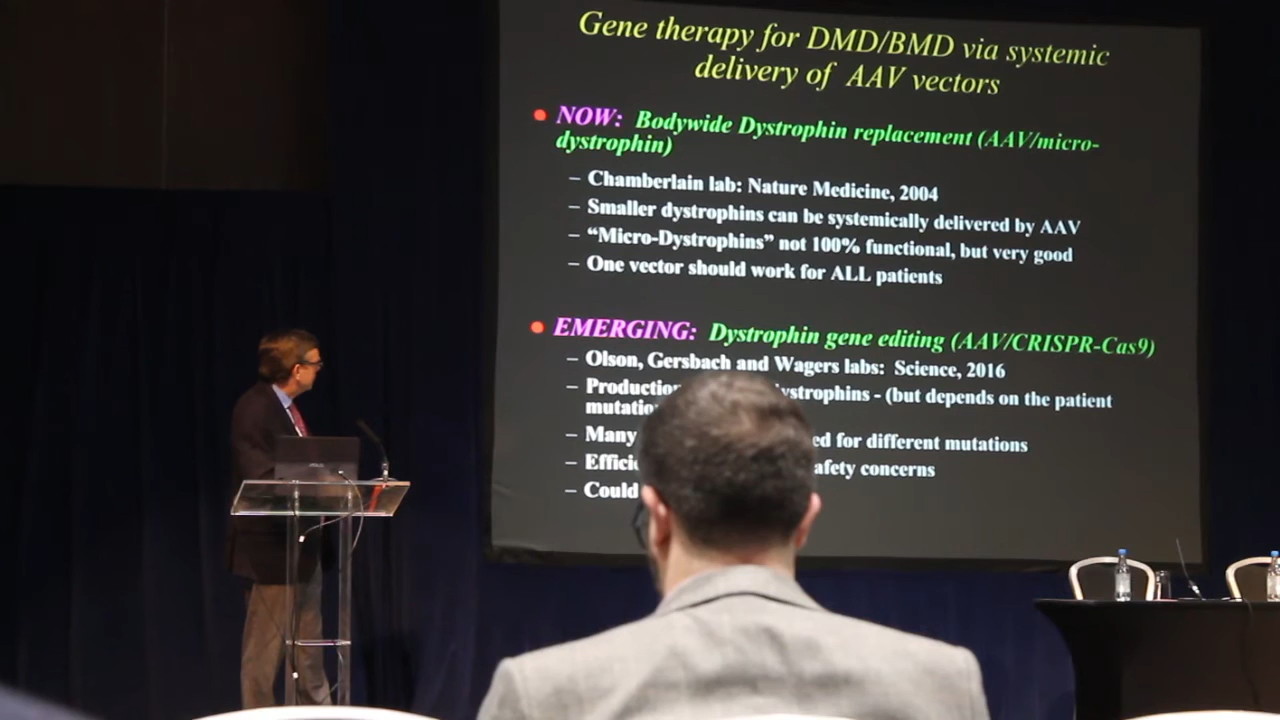 Gene therapy for DMD/BMD via systemic
delivery of AAV vectors
• NOW: Bodywide Dystrophin replacement (AAV/micro-
dystrophin)
– Chamberlain lab: Nature Medicine, 2004
– Smaller dystrophins can be systemically delivered by AAV
– “Micro-Dystrophins” not 100% functional, but very good
– One vector should work for ALL patients
• EMERGING: Dystrophin gene editing (AAV/CRISPR-Cas9)
– Olson, Gersbach and Wagers labs: Science, 2016
– Production ystrophins - (but depends on the patient
mutatio
– Many ed for different mutations
– Effici afety concerns
– Could